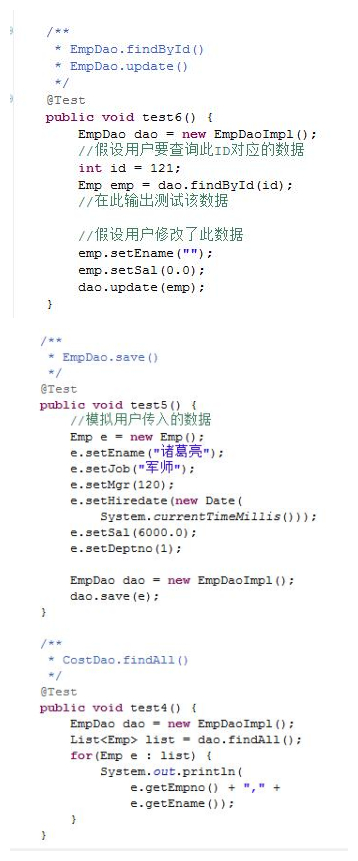 /**
 * EmpDao.findById()
 * EmpDao.update()
 */
@Test
public void test6() {
    EmpDao dao = new EmpDaoImpl();
    //假设用户要查询此ID对应的数据
    int id = 121;
    Emp emp = dao.findById(id);
    //在此输出测试该数据

    //假设用户修改了此数据
    emp.setEname("");
    emp.setSal(0.0);
    dao.update(emp);
}

/**
 * EmpDao.save()
 */
@Test
public void test5() {
    //模拟用户传入的数据
    Emp e = new Emp();
    e.setEname("诸葛亮");
    e.setJob("军师");
    e.setMgr(120);
    e.setHiredate(new Date(
        System.currentTimeMillis()));
    e.setSal(6000.0);
    e.setDeptno(1);

    EmpDao dao = new EmpDaoImpl();
    dao.save(e);
}

/**
 * CostDao.findAll()
 */
@Test
public void test4() {
    EmpDao dao = new EmpDaoImpl();
    List<Emp> list = dao.findAll();
    for(Emp e : list) {
        System.out.println(
            e.getEmpno() + "," +
            e.getEname());
    }
}